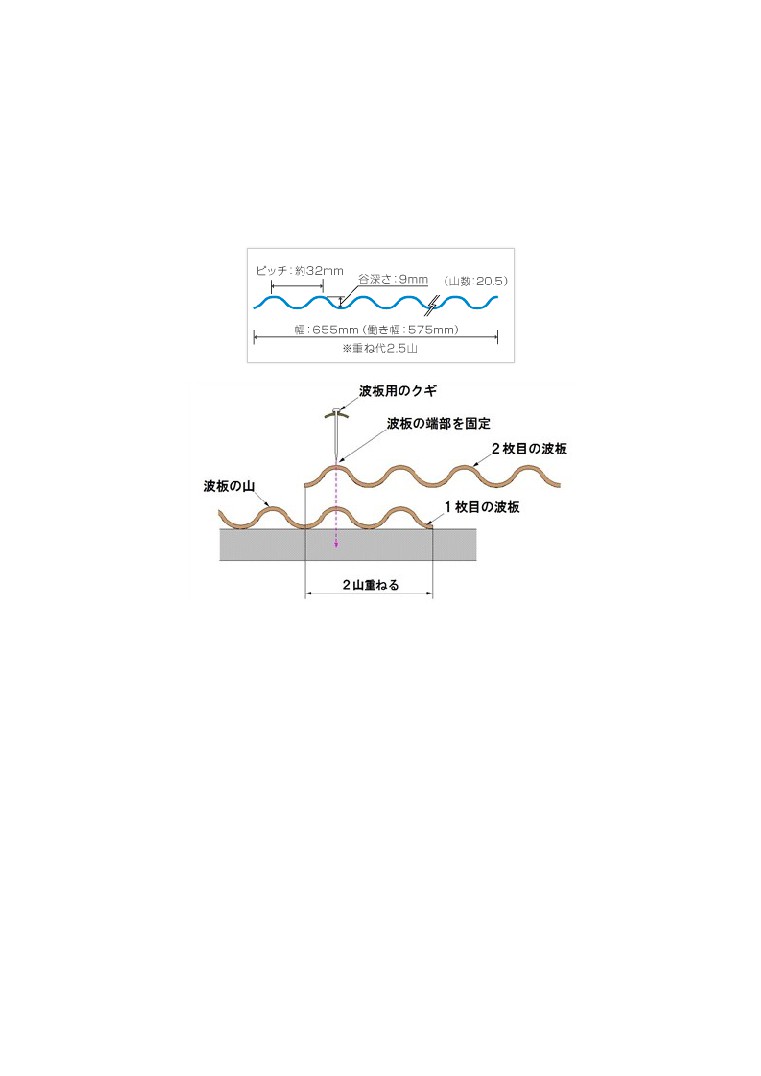 ピッチ：約32mm
谷深さ：9mm
（山数：20.5）
幅：655mm（働き幅：575mm）
※重ね代2.5山
波板用のクギ
波板の端部を固定
2枚目の波板
波板の山
1枚目の波板
2山重ねる